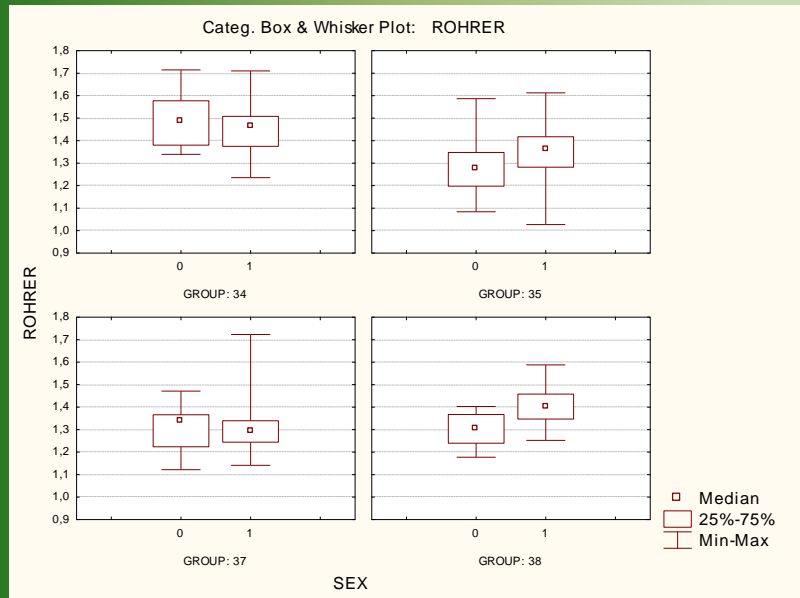 Categ. Box & Whisker Plot: ROHRER
ROHRER
1,8
1,7
1,6
1,5
1,4
1,3
1,2
1,1
1,0
0,9
0 1
GROUP: 34
0 1
GROUP: 35
1,8
1,7
1,6
1,5
1,4
1,3
1,2
1,1
1,0
0,9
0 1
GROUP: 37
0 1
GROUP: 38
SEX
Median
25%-75%
Min-Max